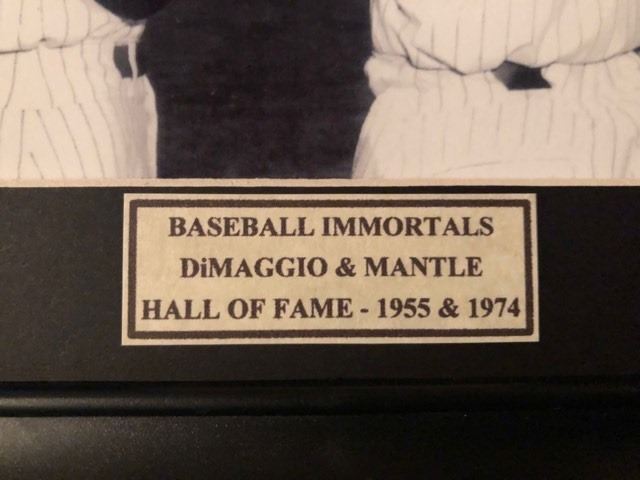 BASEBALL IMMORTALS
DiMAGGIO & MANTLE
HALL OF FAME - 1955 & 1974